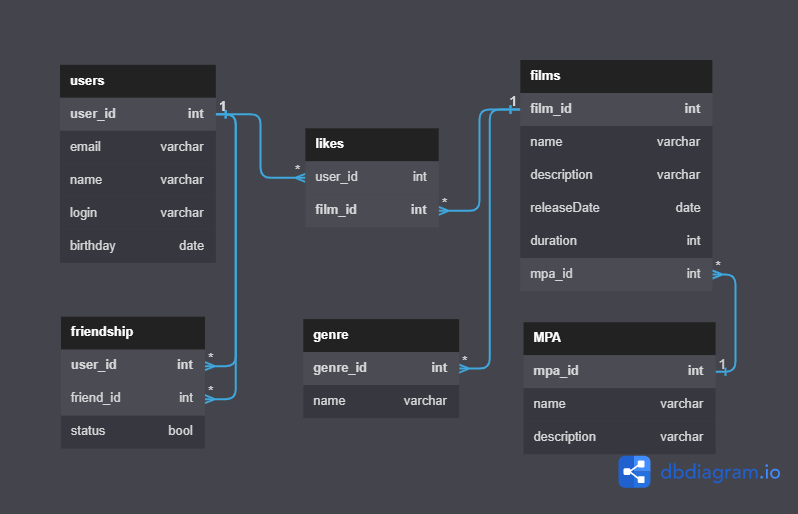 users
user_id int
email varchar
name varchar
login varchar
birthday date
1
*
likes
user_id int
film_id int
*
films
1
film_id int
name varchar
description varchar
releaseDate date
duration int
mpa_id int
*
friendship
user_id int
*
friend_id int
*
status bool
genre
genre_id int
*
name varchar
MPA
mpa_id int
1
name varchar
description varchar
dbdiagram.io